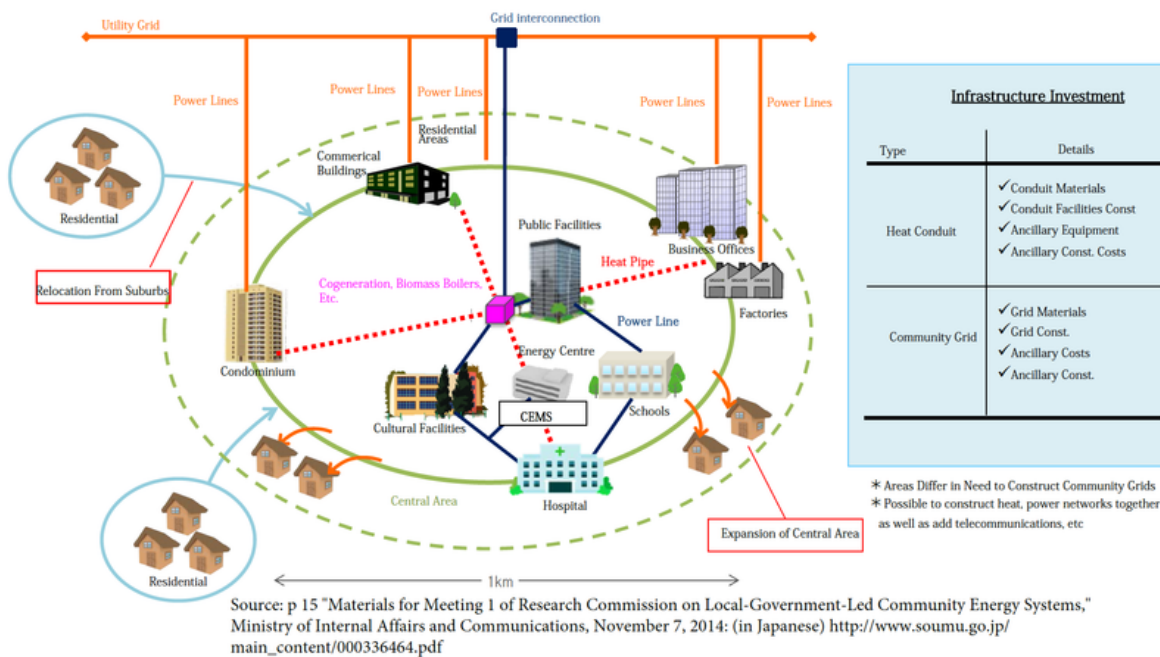 Grid interconnection
Utility Grid
Power Lines
Power Lines
Power Lines
Power Lines
Power Lines
Residential
Areas
Commerical
Buildings
Residential
Public Facilities
Business Offices
Relocation From Suburbs
Cogeneration, Biomass Boilers,
Etc.
Heat Pipe
Factories
Power Line
Condominium
Energy Centre
Cultural Facilities
CEMS
Schools
Central Area
Hospital
Residential
Expansion of Central Area
1km
Infrastructure Investment
Type
Details
Heat Conduit
✓Conduit Materials
✓Conduit Facilities Const
✓Ancillary Equipment
✓Ancillary Const. Costs
Community Grid
✓Grid Materials
✓Grid Const.
✓Ancillary Costs
✓Ancillary Const.
* Areas Differ in Need to Construct Community Grids
* Possible to construct heat, power networks together
as well as add telecommunications, etc
Source: p 15 "Materials for Meeting 1 of Research Commission on Local-Government-Led Community Energy Systems,"
Ministry of Internal Affairs and Communications, November 7, 2014: (in Japanese) http://www.soumu.go.jp/
main_content/000336464.pdf